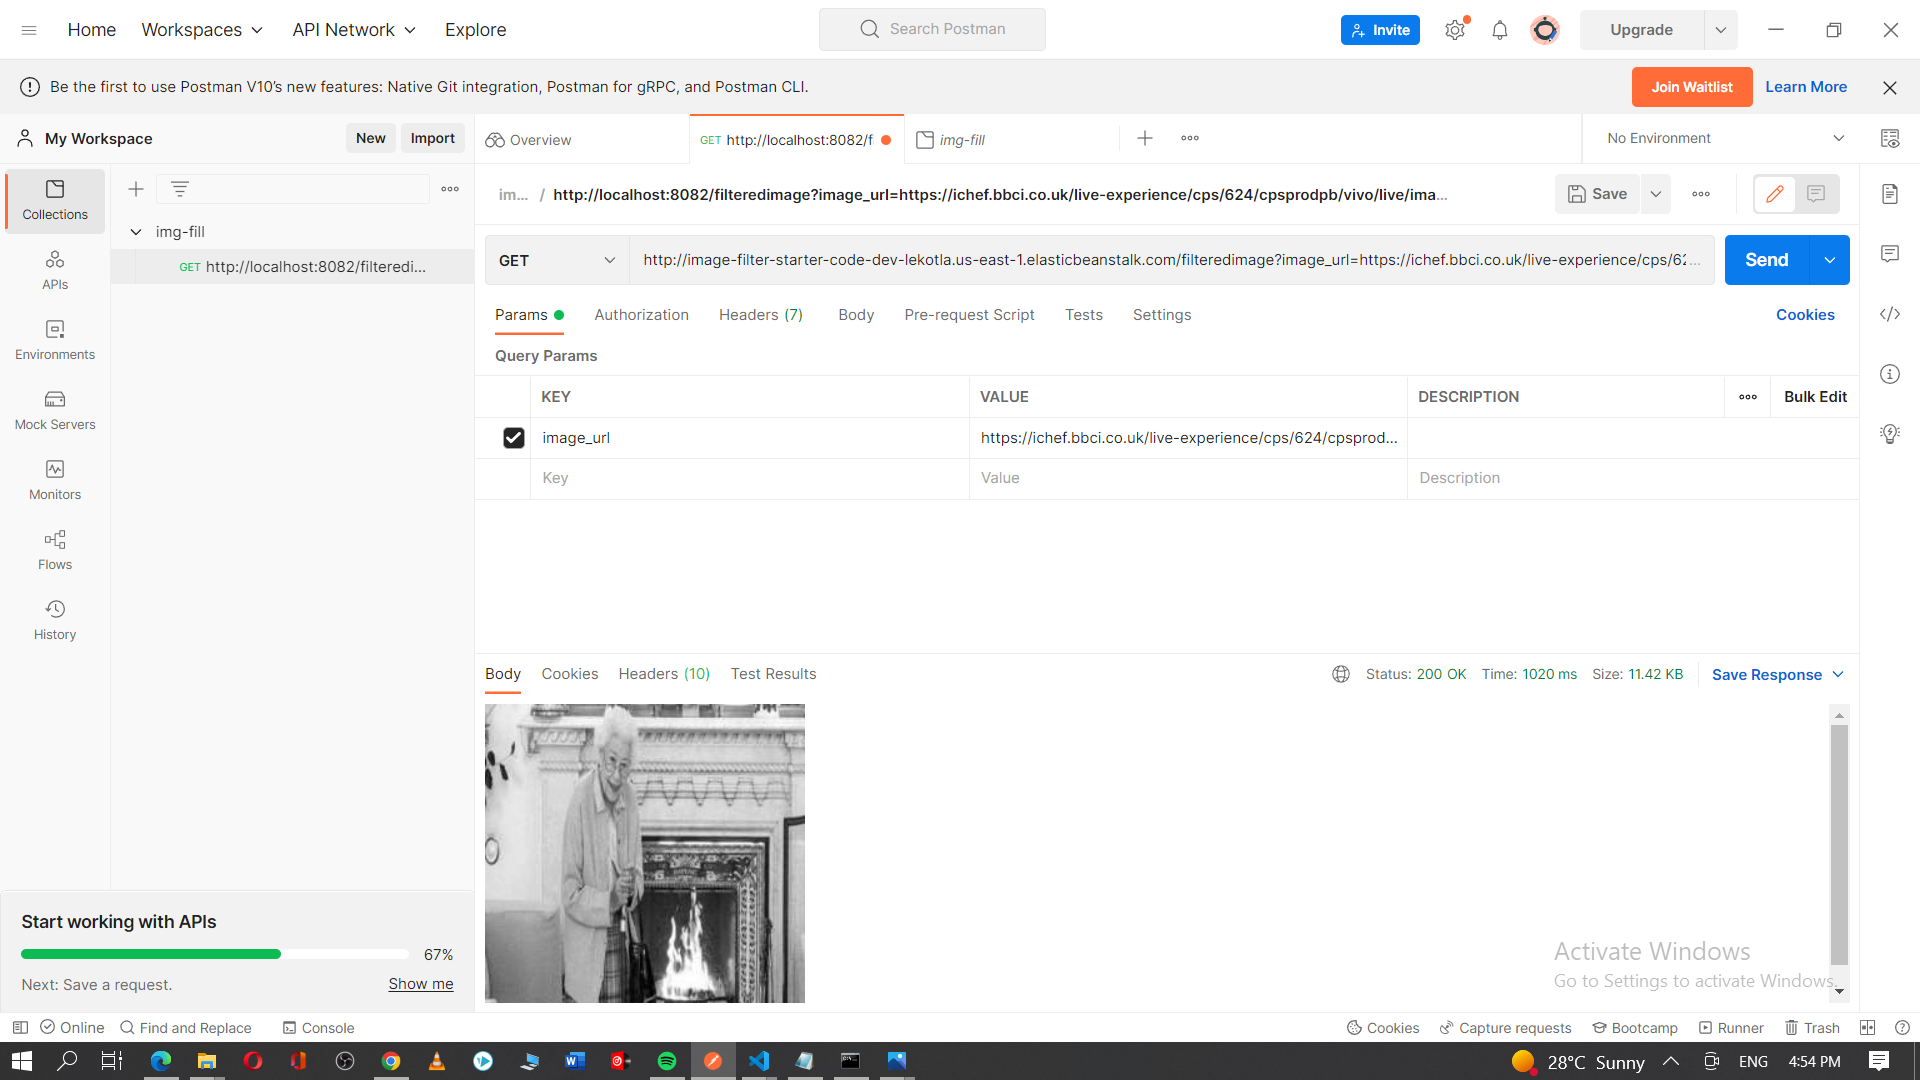 Home
Workspaces
API Network
Explore
Search Postman
Invite
Upgrade
Be the first to use Postman V10’s new features: Native Git integration, Postman for gRPC, and Postman CLI.
Join Waitlist
Learn More
My Workspace
New
Import
Overview
GET http://localhost:8082/f
img-fill
No Environment
Collections
APIs
Environments
Mock Servers
Monitors
Flows
History
img-fill
GET http://localhost:8082/filteredi...
im... / http://localhost:8082/filteredimage?image_url=https://ichef.bbci.co.uk/live-experience/cps/624/cpsprodpb/vivo/live/ima...
Save
GET
http://image-filter-starter-code-dev-lekotla.us-east-1.elasticbeanstalk.com/filteredimage?image_url=https://ichef.bbci.co.uk/live-experience/cps/62...
Send
Params
Authorization
Headers (7)
Body
Pre-request Script
Tests
Settings
Cookies
Query Params
KEY
VALUE
DESCRIPTION
Bulk Edit
image_url
https://ichef.bbci.co.uk/live-experience/cps/624/cpsprod...
Key
Value
Description
Body
Cookies
Headers (10)
Test Results
Status: 200 OK
Time: 1020 ms
Size: 11.42 KB
Save Response
Start working with APIs
67%
Next: Save a request.
Show me
Activate Windows
Go to Settings to activate Windows.
Online
Find and Replace
Console
Cookies
Capture requests
Bootcamp
Runner
Trash
28°C Sunny
ENG
4:54 PM